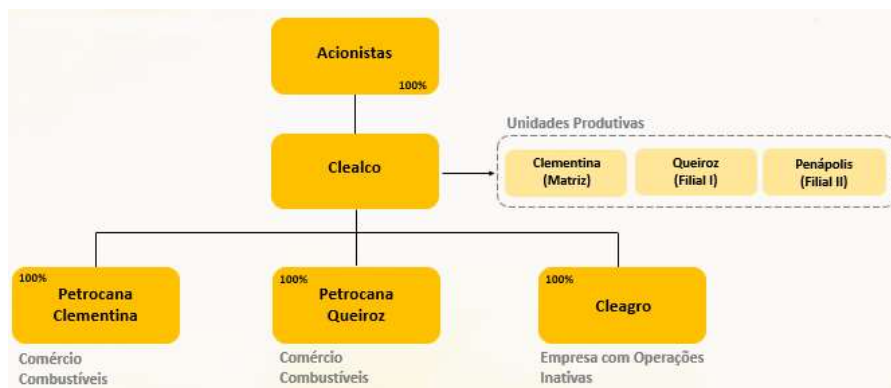 Acionistas
100%
Unidades Produtivas
Clealco
Clementina
(Matriz)
Queiroz
(Filial I)
Penápolis
(Filial II)
100%
Petrocana
Clementina
100%
Petrocana
Queiroz
100%
Cleagro
Comércio
Combustíveis
Comércio
Combustíveis
Empresa com Operações
Inativas